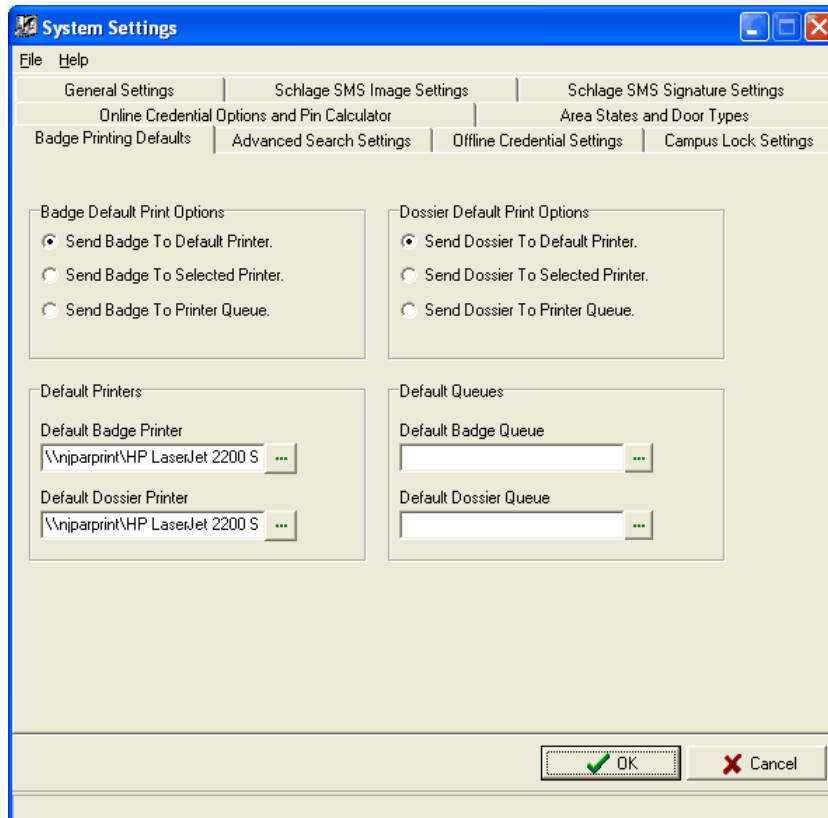 System Settings
File Help
General Settings Schlage SMS Image Settings Schlage SMS Signature Settings
Online Credential Options and Pin Calculator Area States and Door Types
Badge Printing Defaults Advanced Search Settings Offline Credential Settings Campus Lock Settings
Badge Default Print Options Dossier Default Print Options
Send Badge To Default Printer. Send Dossier To Default Printer.
Send Badge To Selected Printer. Send Dossier To Selected Printer.
Send Badge To Printer Queue. Send Dossier To Printer Queue.
Default Printers Default Queues
Default Badge Printer Default Badge Queue
\\njparprint\HP LaserJet 2200 S ... ...
Default Dossier Printer Default Dossier Queue
\\njparprint\HP LaserJet 2200 S ... ...
OK Cancel